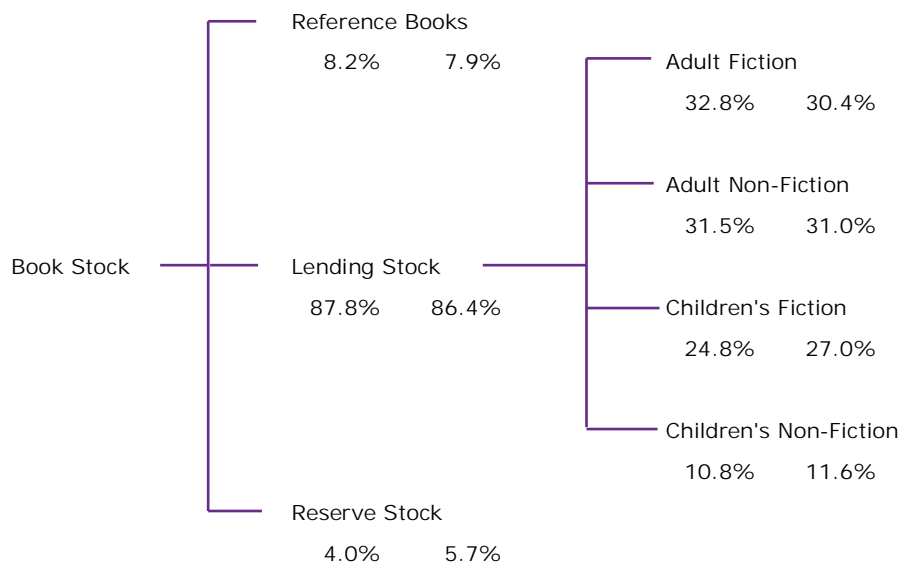 Reference Books
8.2% 7.9%
Adult Fiction
32.8% 30.4%
Adult Non-Fiction
31.5% 31.0%
Book Stock
Lending Stock
87.8% 86.4%
Children's Fiction
24.8% 27.0%
Children's Non-Fiction
10.8% 11.6%
Reserve Stock
4.0% 5.7%